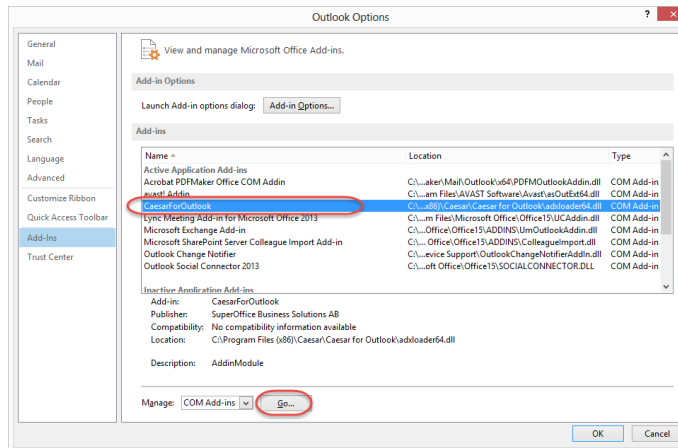 Outlook Options
?
General
Mail
Calendar
People
Tasks
Search
Language
Advanced
Customize Ribbon
Quick Access Toolbar
Add-Ins
Trust Center
View and manage Microsoft Office Add-ins.
Add-in Options
Launch Add-in options dialog: Add-in Options...
Add-ins
Name Location Type
Active Application Add-ins
Acrobat PDFMaker Office COM Addin C:\...aker\Mail\Outlook\x64\PDFMOutlookAddin.dll COM Add-in
avast! Addin C:\...am Files\AVAST Software\Avast\asOutExt64.dll COM Add-in
CaesarForOutlook C:\...x86)\Caesar\Caesar for Outlook\adxloader64.dll COM Add-in
Lync Meeting Add-in for Microsoft Office 2013 C:\...m Files\Microsoft Office\Office15\UCAddin.dll COM Add-in
Microsoft Exchange Add-in C:\...Office\Office15\ADDINS\UmOutlookAddin.dll COM Add-in
Microsoft SharePoint Server Colleague Import Add-in C:\... Office\Office15\ADDINS\ColleagueImport.dll COM Add-in
Outlook Change Notifier C:\...evice Support\OutlookChangeNotifierAddIn.dll COM Add-in
Outlook Social Connector 2013 C:\...oft Office\Office15\SOCIALCONNECTOR.DLL COM Add-in
Inactive Application Add-ins
Add-in: CaesarForOutlook
Publisher: SuperOffice Business Solutions AB
Compatibility: No compatibility information available
Location: C:\Program Files (x86)\Caesar\Caesar for Outlook\adxloader64.dll
Description: AddinModule
Manage: COM Add-ins Go...
OK Cancel